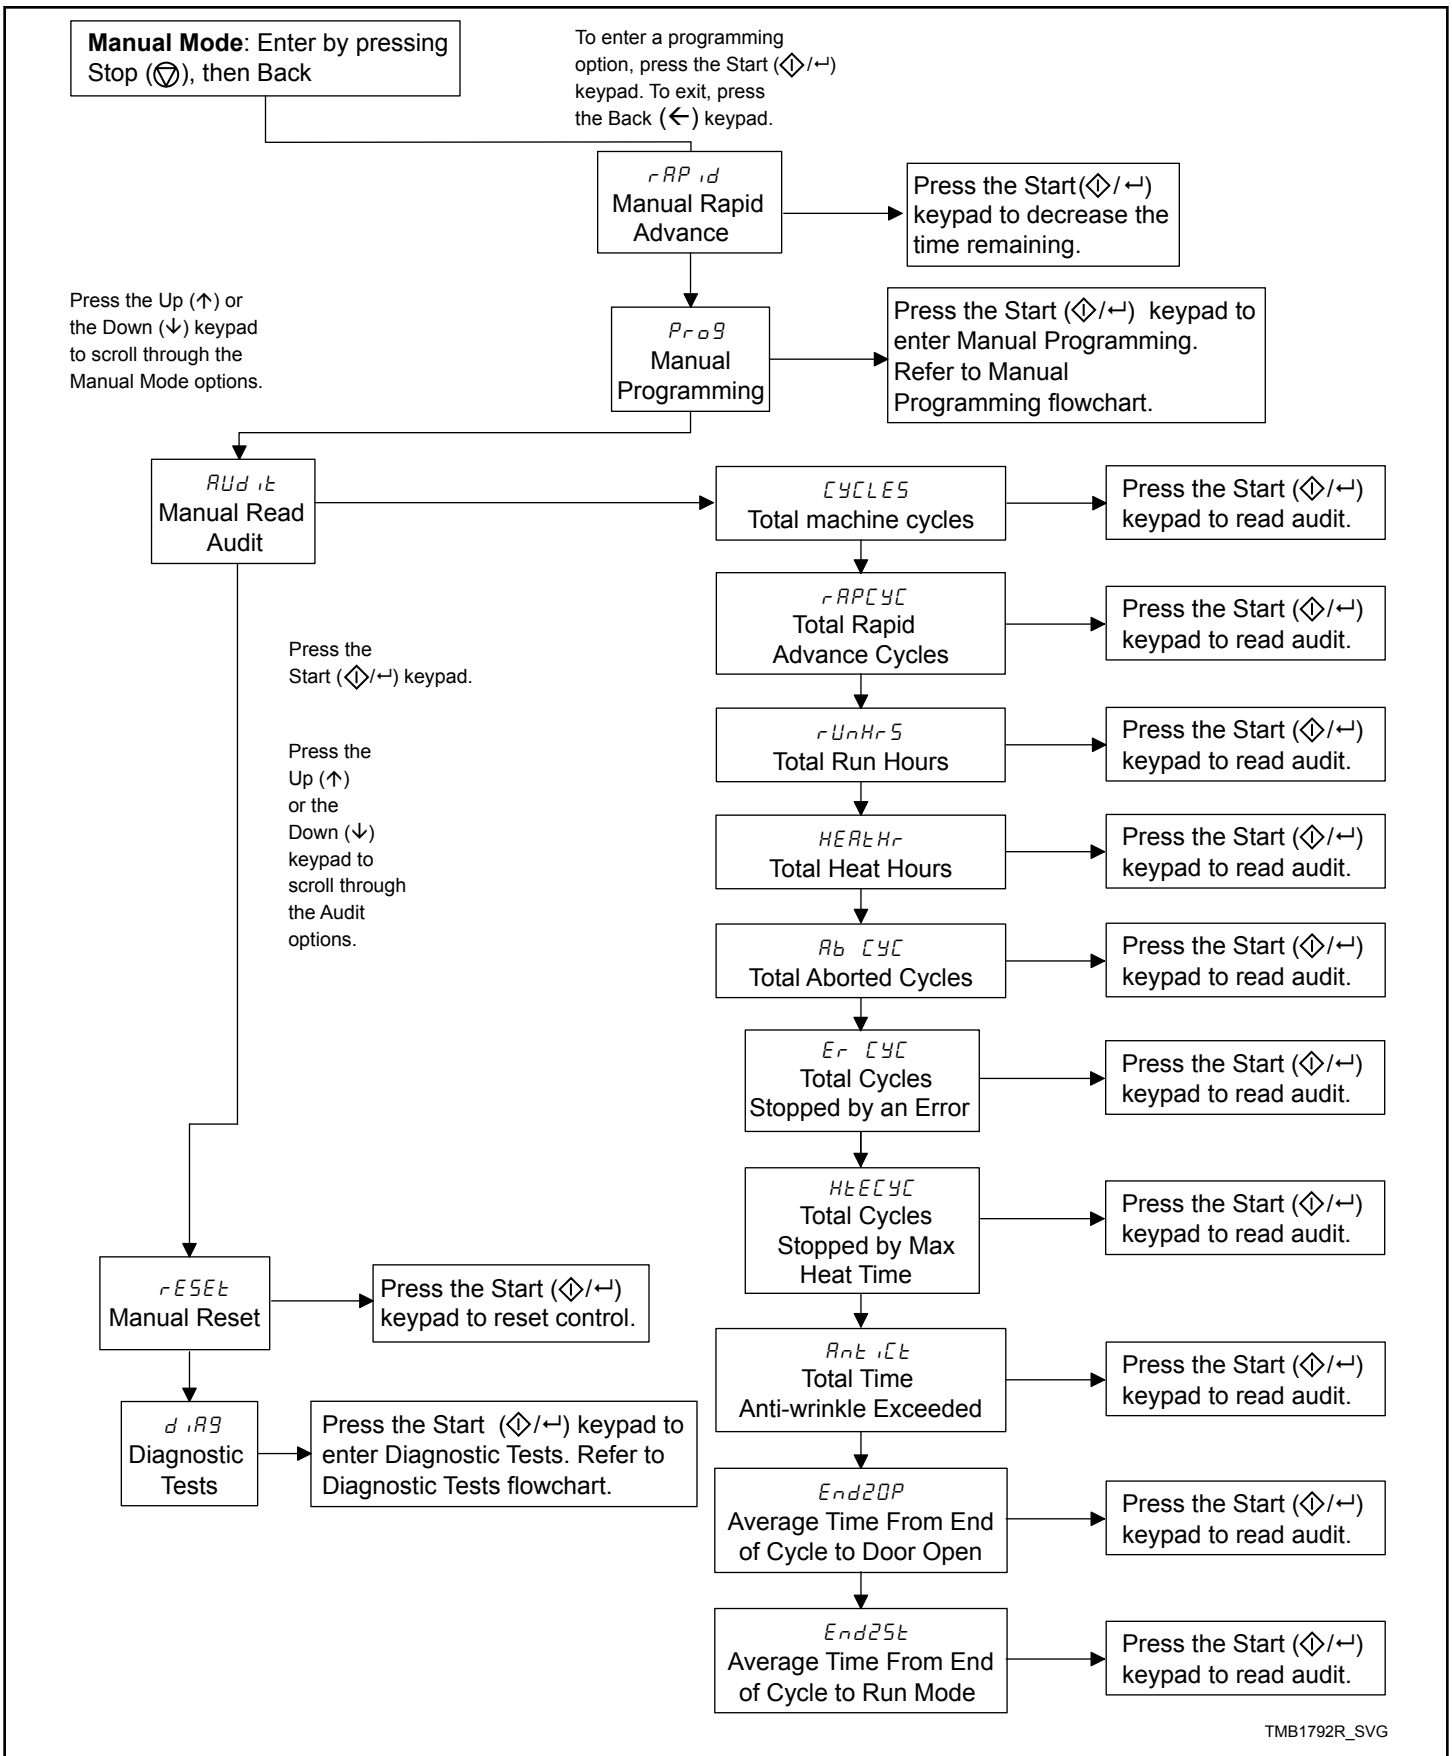 Manual Mode: Enter by pressing
Stop (▽), then Back
To enter a programming
option, press the Start (◇/↵)
keypad. To exit, press
the Back (←) keypad.
rAPid
Manual Rapid
Advance
Press the Start(◇/↵)
keypad to decrease the
time remaining.
Press the Up (↑) or
the Down (↓) keypad
to scroll through the
Manual Mode options.
Prog
Manual
Programming
Press the Start (◇/↵) keypad to
enter Manual Programming.
Refer to Manual
Programming flowchart.
AUdit
Manual Read
Audit
CYCLES
Total machine cycles
Press the Start (◇/↵)
keypad to read audit.
rAPCYC
Total Rapid
Advance Cycles
Press the Start (◇/↵)
keypad to read audit.
Press the
Start (◇/↵) keypad.
rUnHrS
Total Run Hours
Press the Start (◇/↵)
keypad to read audit.
Press the
Up (↑)
or the
Down (↓)
keypad to
scroll through
the Audit
options.
HEAtHr
Total Heat Hours
Press the Start (◇/↵)
keypad to read audit.
Ab CYC
Total Aborted Cycles
Press the Start (◇/↵)
keypad to read audit.
Er CYC
Total Cycles
Stopped by an Error
Press the Start (◇/↵)
keypad to read audit.
HtECYC
Total Cycles
Stopped by Max
Heat Time
Press the Start (◇/↵)
keypad to read audit.
rESEt
Manual Reset
Press the Start (◇/↵)
keypad to reset control.
AntiCt
Total Time
Anti-wrinkle Exceeded
Press the Start (◇/↵)
keypad to read audit.
diAg
Diagnostic
Tests
Press the Start (◇/↵) keypad to
enter Diagnostic Tests. Refer to
Diagnostic Tests flowchart.
End2OP
Average Time From End
of Cycle to Door Open
Press the Start (◇/↵)
keypad to read audit.
End2St
Average Time From End
of Cycle to Run Mode
Press the Start (◇/↵)
keypad to read audit.
TMB1792R_SVG